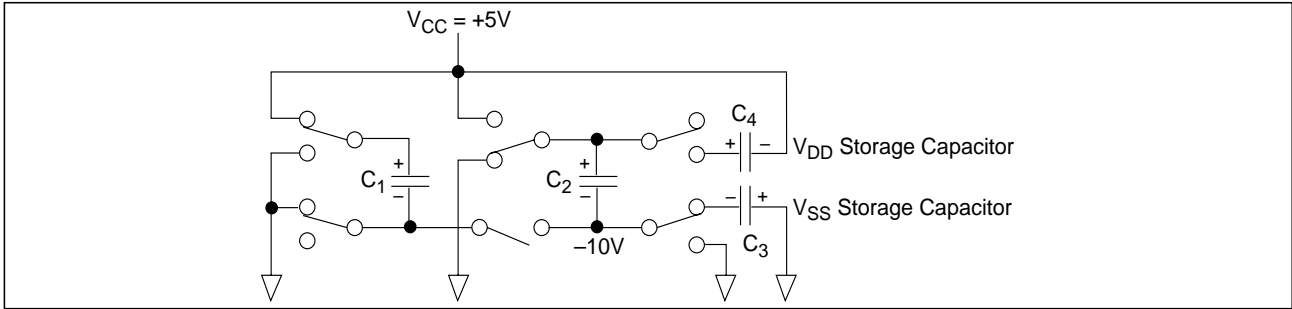 V_CC = +5V
C_4
+ –
V_DD Storage Capacitor
+
C_1
–
+
C_2
–
– +
V_SS Storage Capacitor
–10V
C_3